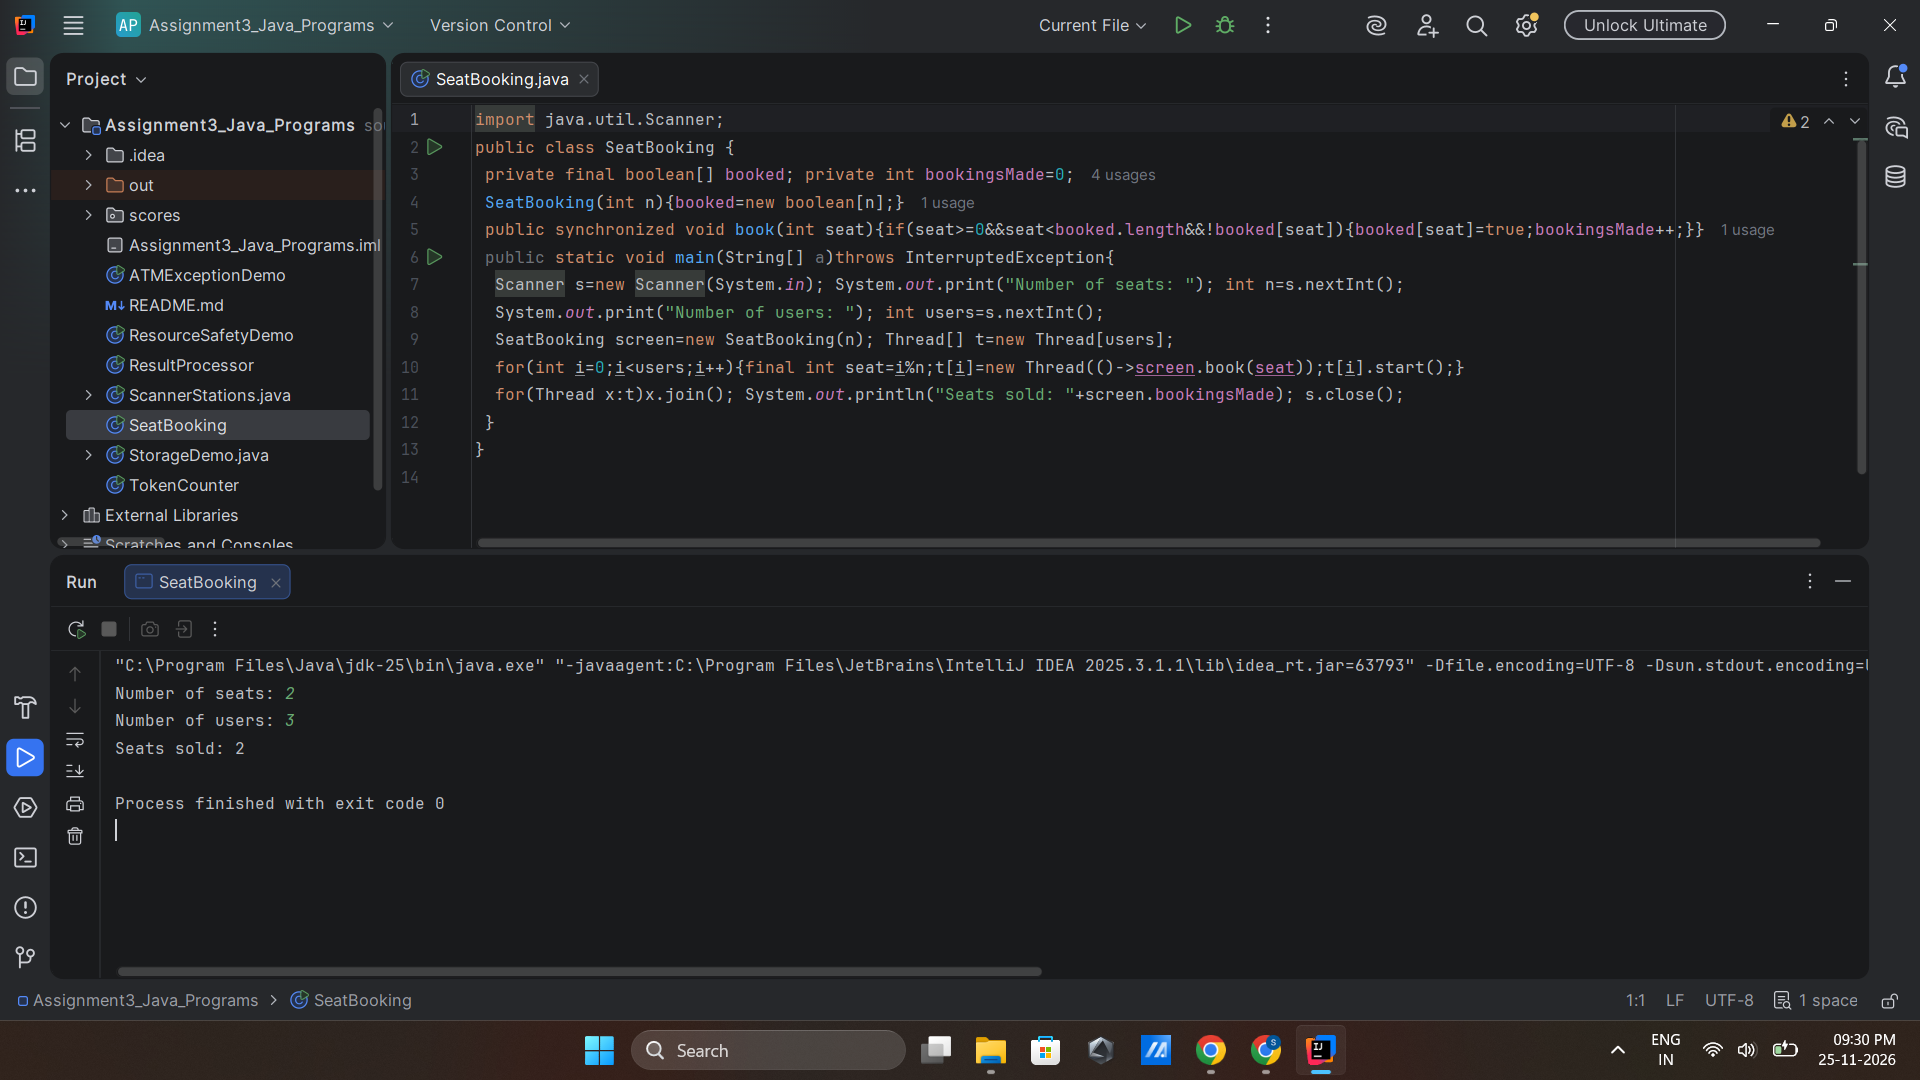 AP Assignment3_Java_Programs Version Control Current File Unlock Ultimate
Project
Assignment3_Java_Programs
.idea
out
scores
Assignment3_Java_Programs.iml
ATMExceptionDemo
README.md
ResourceSafetyDemo
ResultProcessor
ScannerStations.java
SeatBooking
StorageDemo.java
TokenCounter
External Libraries
Scratches and Consoles
SeatBooking.java
2
1 import java.util.Scanner;
2 public class SeatBooking {
3 private final boolean[] booked; private int bookingsMade=0; 4 usages
4 SeatBooking(int n){booked=new boolean[n];} 1 usage
5 public synchronized void book(int seat){if(seat>=0&&seat<booked.length&&!booked[seat]){booked[seat]=true;bookingsMade++;}} 1 usage
6 public static void main(String[] a)throws InterruptedException{
7 Scanner s=new Scanner(System.in); System.out.print("Number of seats: "); int n=s.nextInt();
8 System.out.print("Number of users: "); int users=s.nextInt();
9 SeatBooking screen=new SeatBooking(n); Thread[] t=new Thread[users];
10 for(int i=0;i<users;i++){final int seat=i%n;t[i]=new Thread(()->screen.book(seat));t[i].start();}
11 for(Thread x:t)x.join(); System.out.println("Seats sold: "+screen.bookingsMade); s.close();
12 }
13 }
14
Run SeatBooking
"C:\Program Files\Java\jdk-25\bin\java.exe" "-javaagent:C:\Program Files\JetBrains\IntelliJ IDEA 2025.3.1.1\lib\idea_rt.jar=63793" -Dfile.encoding=UTF-8 -Dsun.stdout.encoding=
Number of seats: 2
Number of users: 3
Seats sold: 2
Process finished with exit code 0
Assignment3_Java_Programs > SeatBooking 1:1 LF UTF-8 1 space
Search
ENG
IN
09:30 PM
25-11-2026